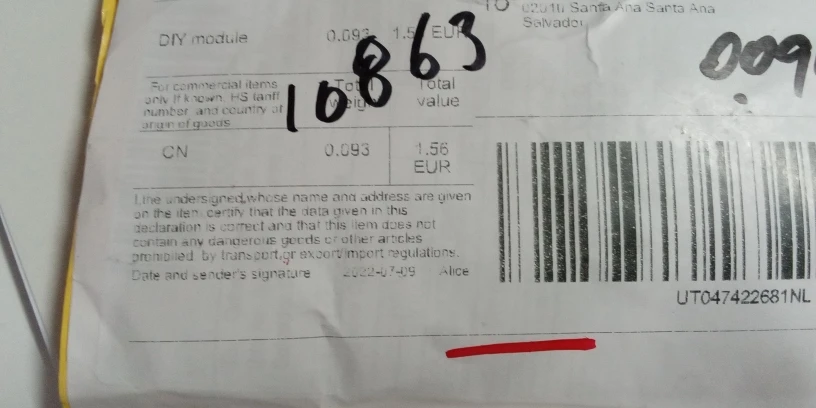 TO 02010 Santa Ana Santa Ana
Salvador
DIY module 0.093 1.56 EUR
10863
009
For commercial items
only If known, HS tariff
number and country of
origin of goods
Total
weight
Total
value
CN 0.093 1.56
EUR
I,the undersigned,whose name and address are given
on the item certify that the data given in this
declaration is correct and that this item does not
contain any dangerous goods or other articles
prohibited by transport,or export/import regulations.
Date and sender's signature 2022-07-09 Alice
UT047422681NL